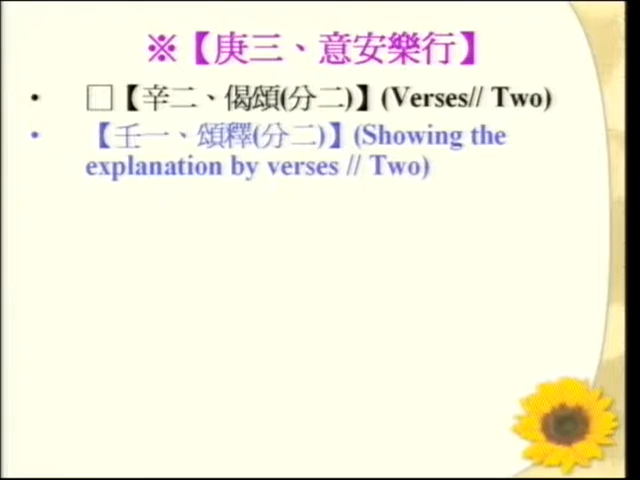 ※【庚三、意安樂行】
• □【辛二、偈頌(分二)】(Verses// Two)
• 【壬一、頌釋(分二)】(Showing the
explanation by verses // Two)